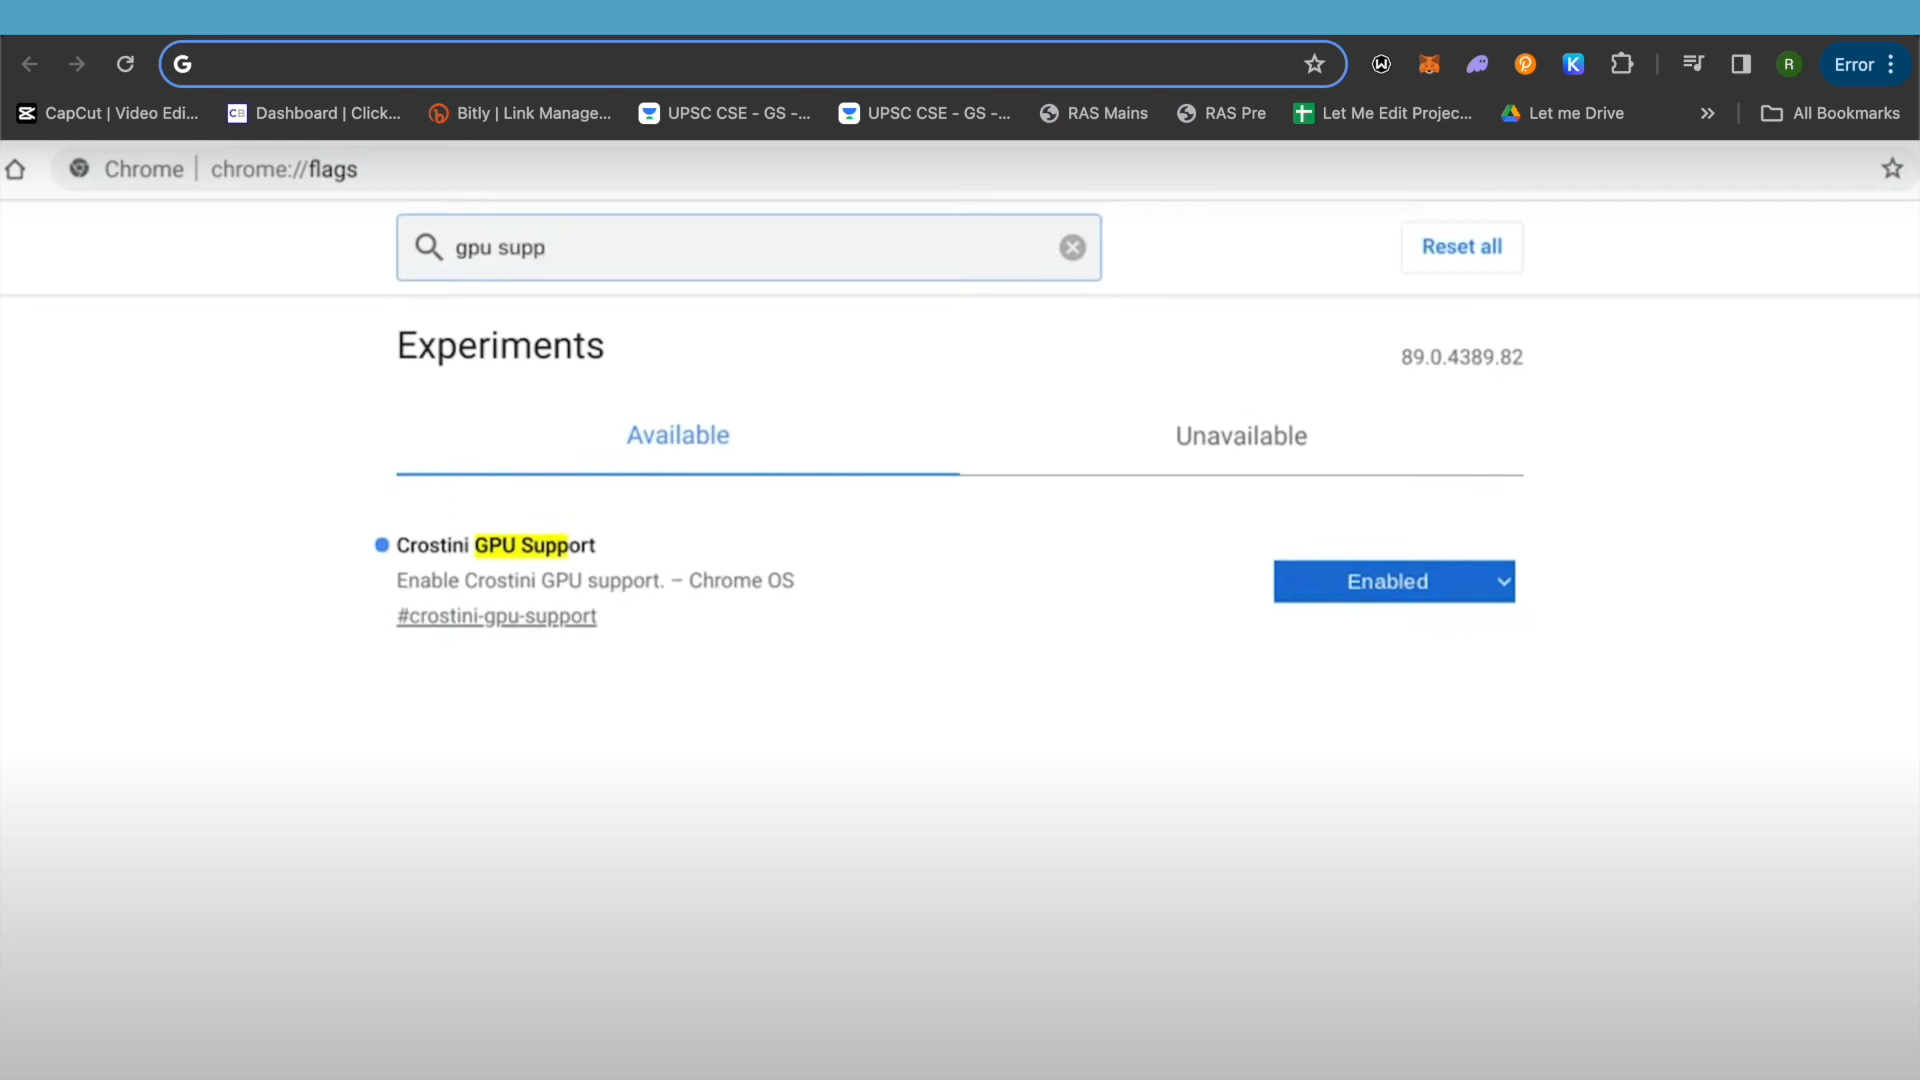 G
R
Error
CapCut | Video Edi...
CB
Dashboard | Click...
Bitly | Link Manage...
UPSC CSE - GS -...
UPSC CSE - GS -...
RAS Mains
RAS Pre
Let Me Edit Projec...
Let me Drive
All Bookmarks
Chrome | chrome://flags
gpu supp
Reset all
Experiments
89.0.4389.82
Available
Unavailable
Crostini GPU Support
Enable Crostini GPU support. – Chrome OS
#crostini-gpu-support
Enabled